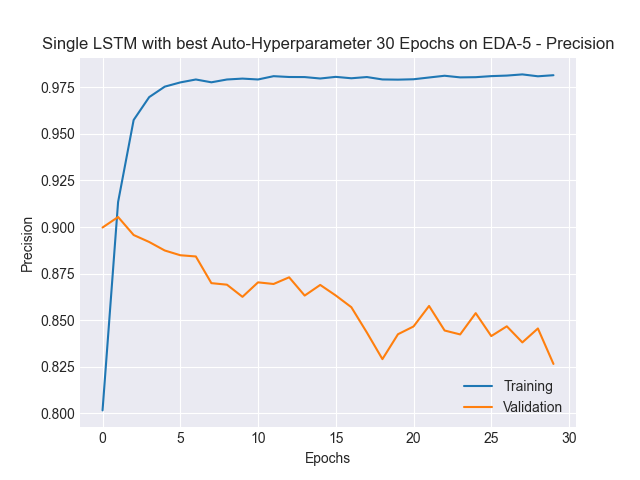 Single LSTM with best Auto-Hyperparameter 30 Epochs on EDA-5 - Precision
0.975
0.950
0.925
0.900
0.875
0.850
0.825
0.800
Precision
Training
Validation
0 5 10 15 20 25 30
Epochs